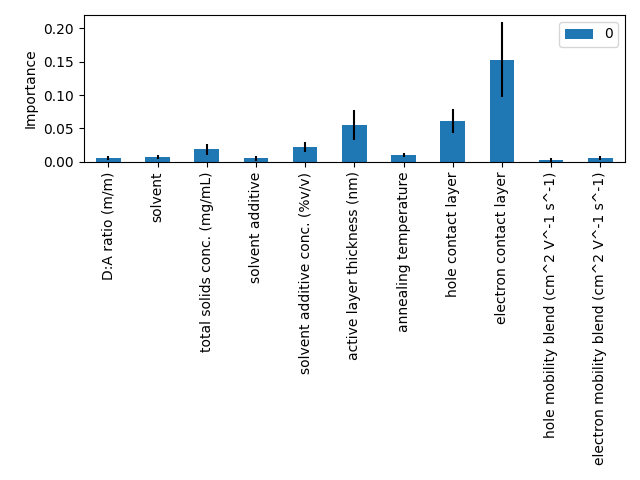 Importance
0.20
0.15
0.10
0.05
0.00
0
D:A ratio (m/m)
solvent
total solids conc. (mg/mL)
solvent additive
solvent additive conc. (%v/v)
active layer thickness (nm)
annealing temperature
hole contact layer
electron contact layer
hole mobility blend (cm^2 V^-1 s^-1)
electron mobility blend (cm^2 V^-1 s^-1)